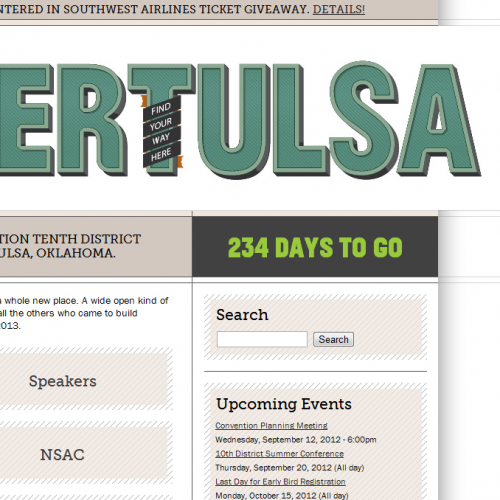 NTERED IN SOUTHWEST AIRLINES TICKET GIVEAWAY. DETAILS!
ERTULSA
FIND
YOUR
WAY
HERE
TION TENTH DISTRICT
ULSA, OKLAHOMA.
234 DAYS TO GO
a whole new place. A wide open kind of
all the others who came to build
2013.
Search
Search
Speakers
Upcoming Events
Convention Planning Meeting
Wednesday, September 12, 2012 - 6:00pm
10th District Summer Conference
NSAC
Thursday, September 20, 2012 (All day)
Last Day for Early Bird Registration
Monday, October 15, 2012 (All day)